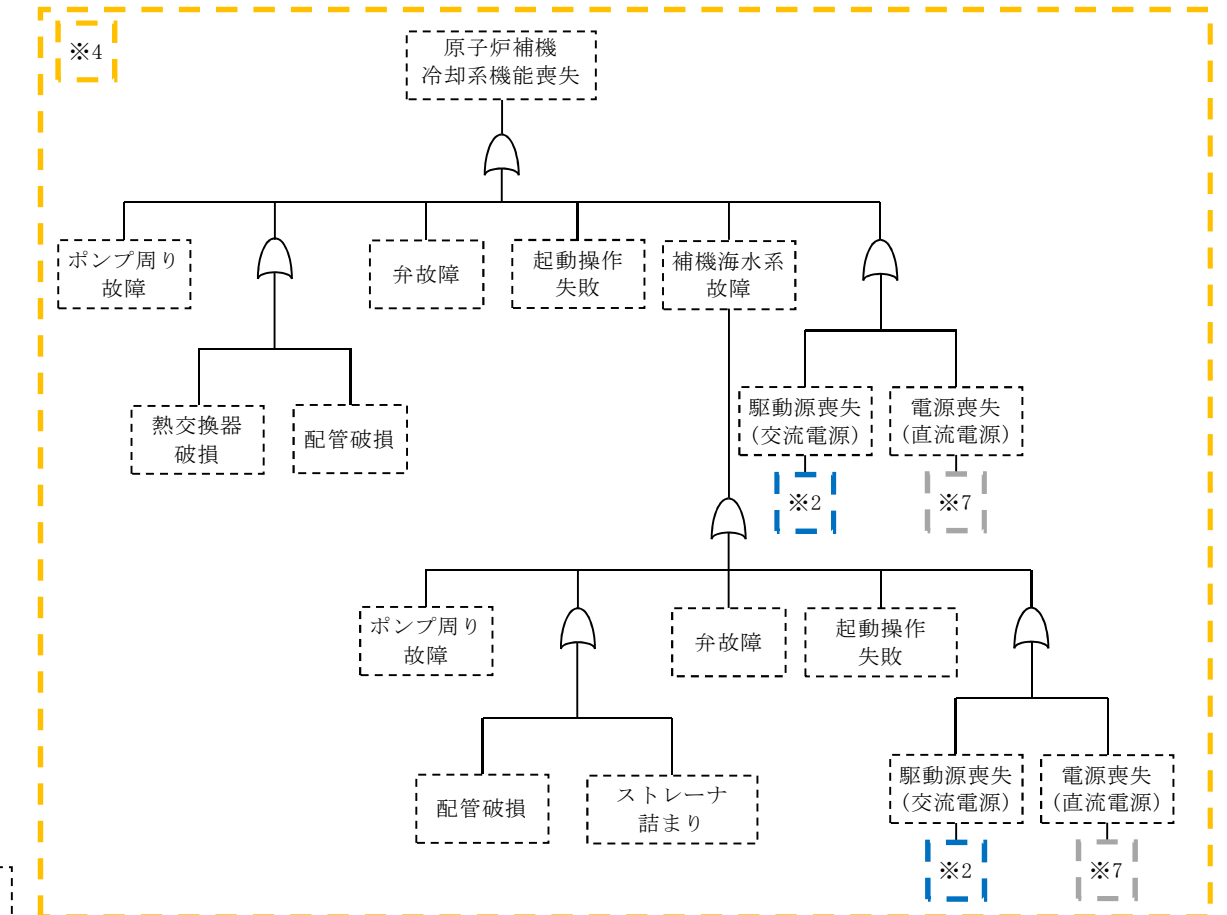 ※4
原子炉補機
冷却系機能喪失
ポンプ周り
故障
弁故障
起動操作
失敗
補機海水系
故障
熱交換器
破損
配管破損
駆動源喪失
(交流電源)
電源喪失
(直流電源)
※2
※7
ポンプ周り
故障
弁故障
起動操作
失敗
配管破損
ストレーナ
詰まり
駆動源喪失
(交流電源)
電源喪失
(直流電源)
※2
※7